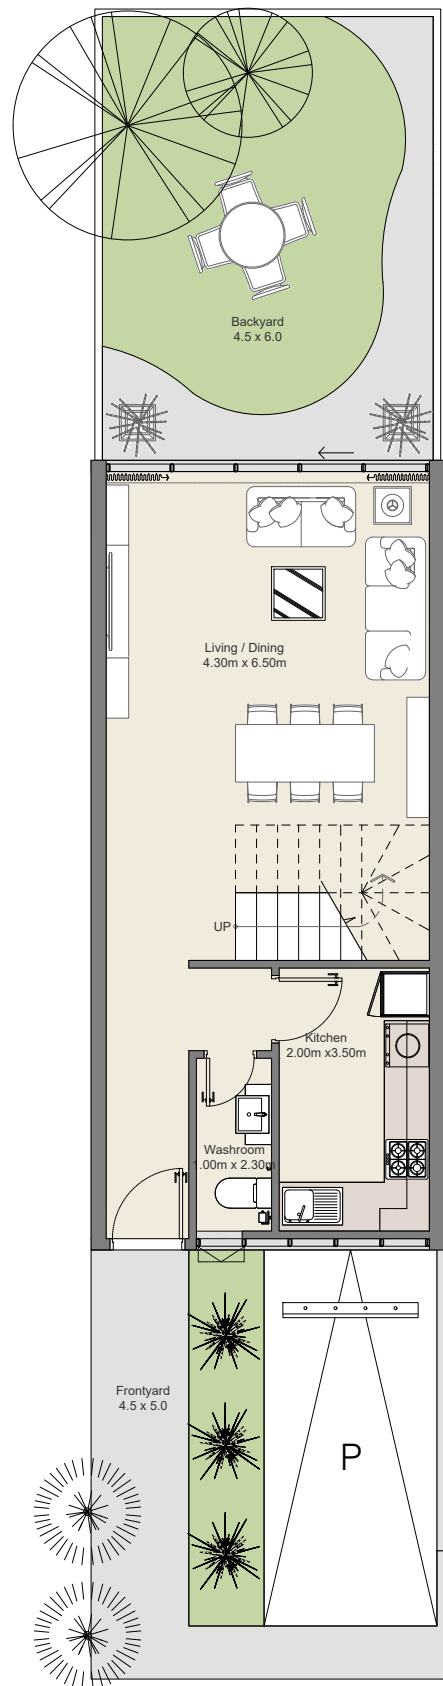 Backyard
4.5 x 6.0
Living / Dining
4.30m x 6.50m
UP
Kitchen
2.00m x3.50m
Washroom
1.00m x 2.30m
Frontyard
4.5 x 5.0
P